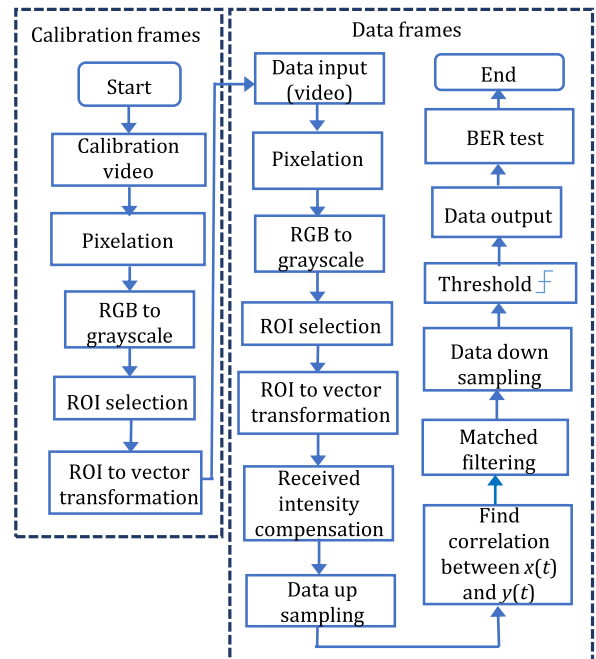 Calibration frames
Start
Calibration
video
Pixelation
RGB to
grayscale
ROI selection
ROI to vector
transformation
Data frames
Data input
(video)
Pixelation
RGB to
grayscale
ROI selection
ROI to vector
transformation
Received
intensity
compensation
Data up
sampling
Find
correlation
between x(t)
and y(t)
Matched
filtering
Data down
sampling
Threshold
Data output
BER test
End